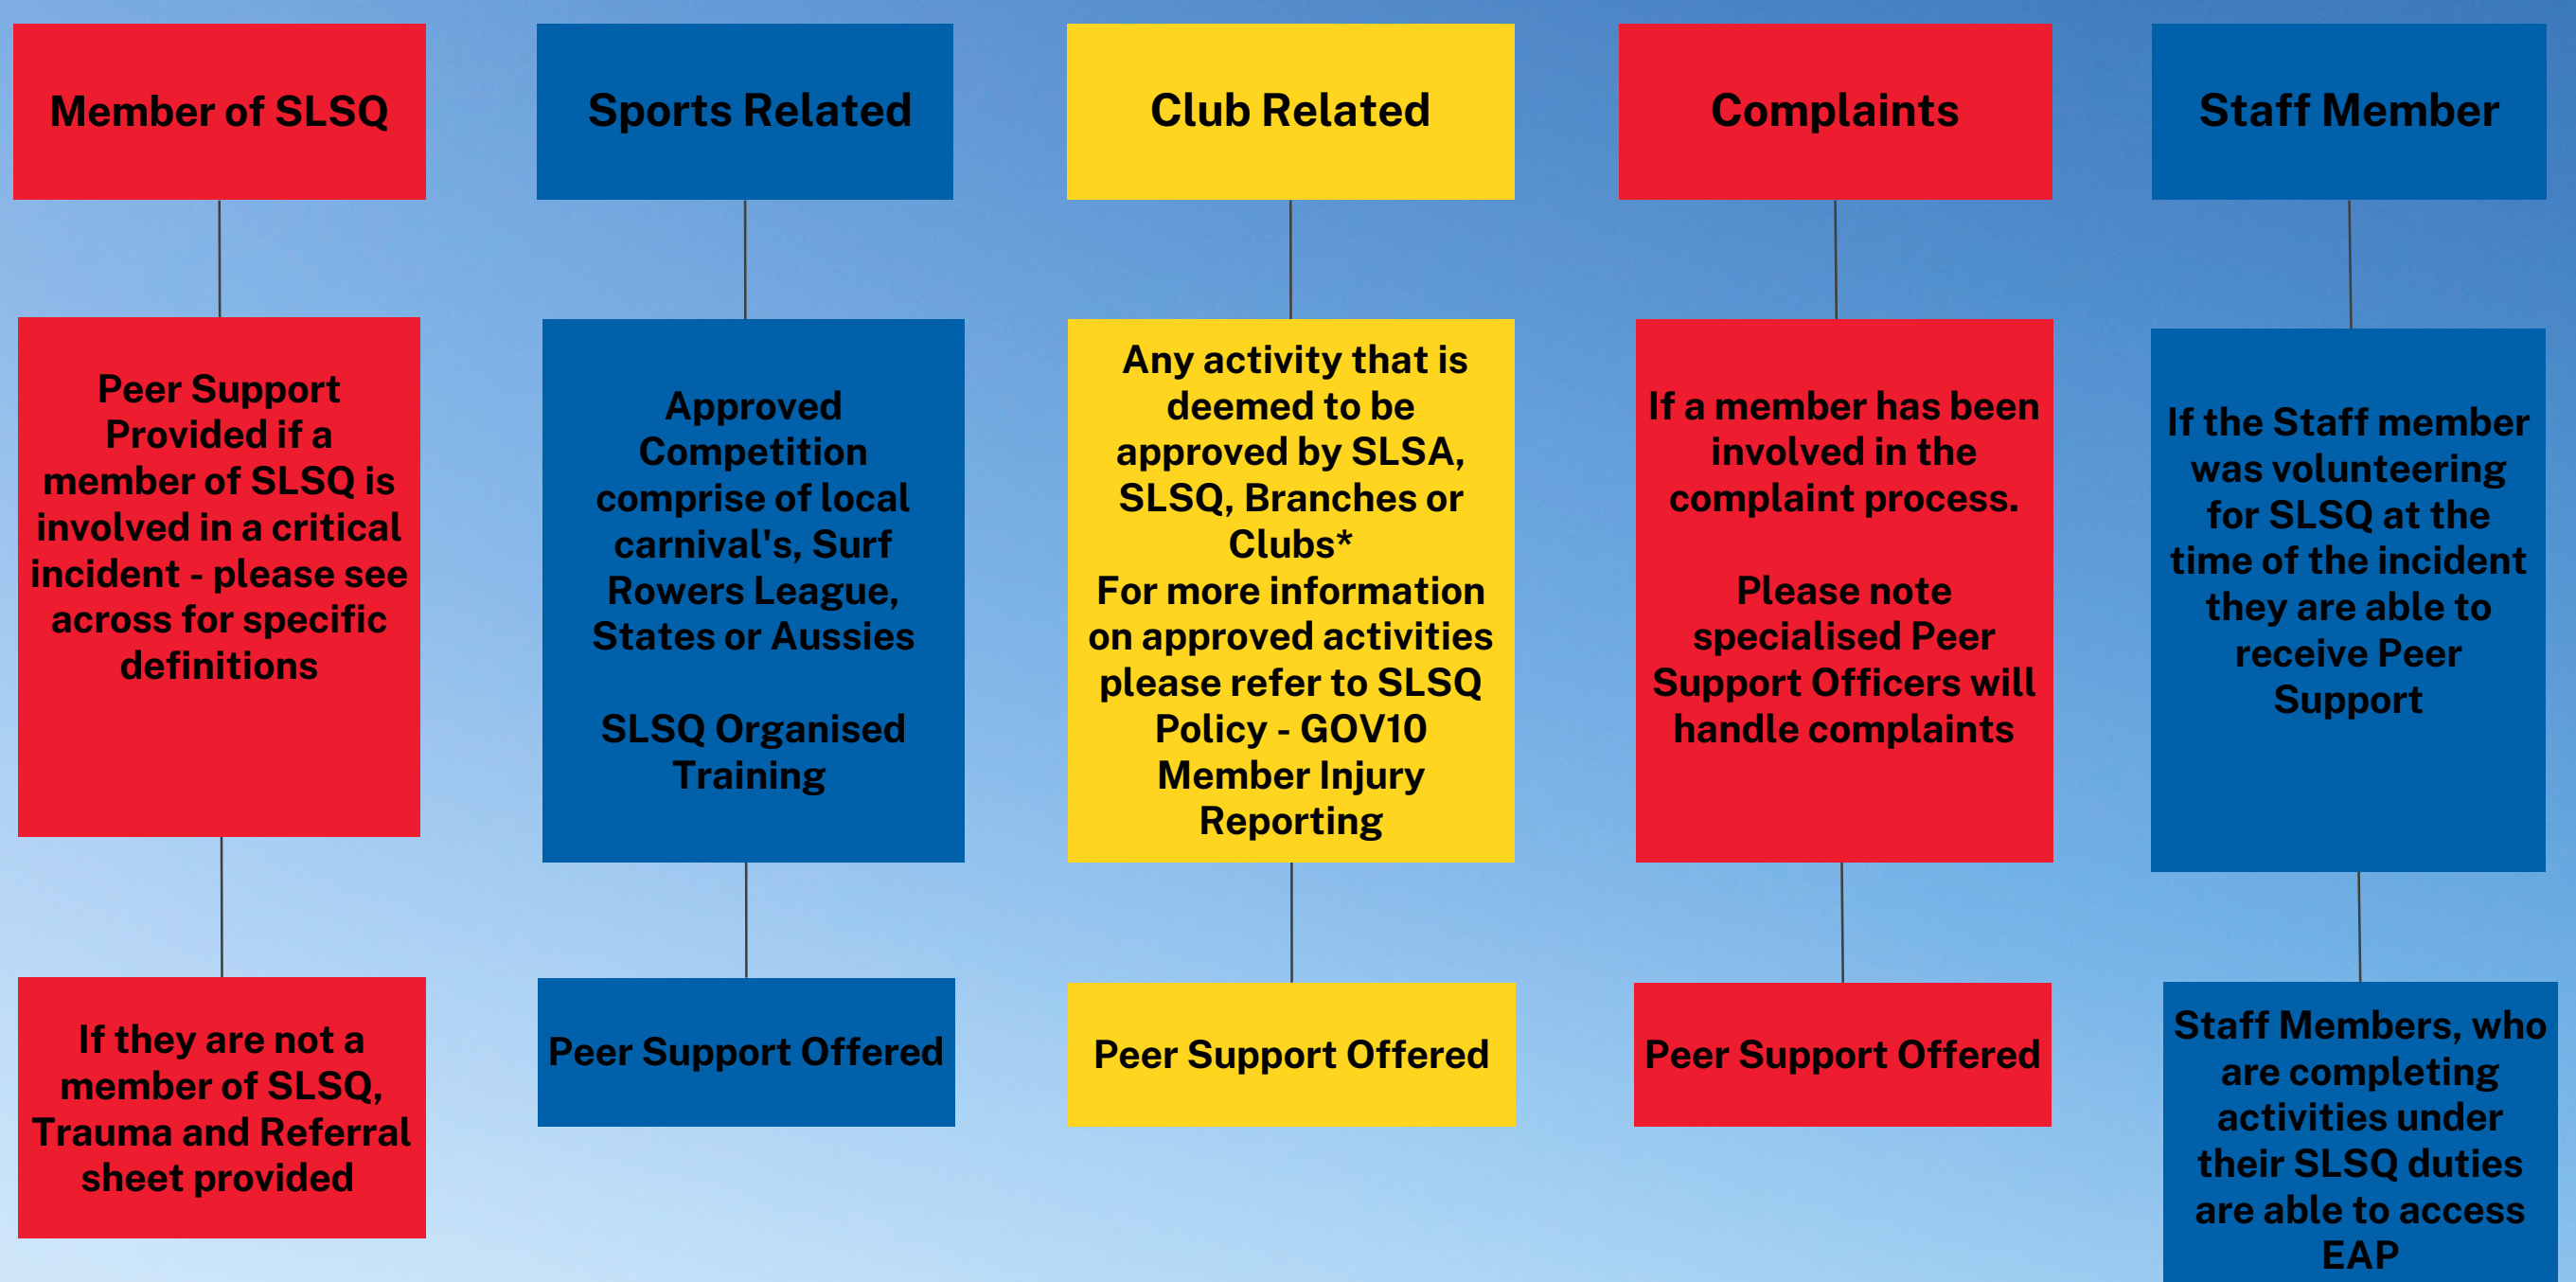 Member of SLSQ
Peer Support
Provided if a
member of SLSQ is
involved in a critical
incident - please see
across for specific
definitions
If they are not a
member of SLSQ,
Trauma and Referral
sheet provided
Sports Related
Approved
Competition
comprise of local
carnival's, Surf
Rowers League,
States or Aussies
SLSQ Organised
Training
Peer Support Offered
Club Related
Any activity that is
deemed to be
approved by SLSA,
SLSQ, Branches or
Clubs*
For more information
on approved activities
please refer to SLSQ
Policy - GOV10
Member Injury
Reporting
Peer Support Offered
Complaints
If a member has been
involved in the
complaint process.
Please note
specialised Peer
Support Officers will
handle complaints
Peer Support Offered
Staff Member
If the Staff member
was volunteering
for SLSQ at the
time of the incident
they are able to
receive Peer
Support
Staff Members, who
are completing
activities under
their SLSQ duties
are able to access
EAP